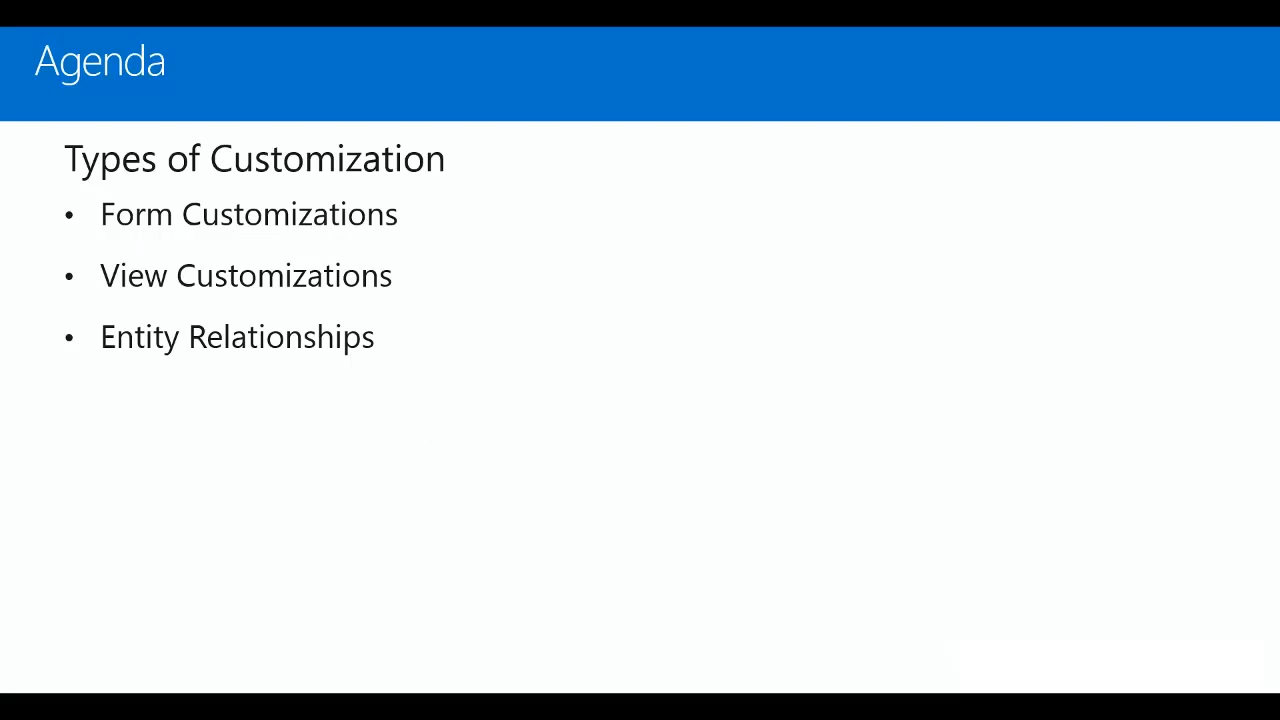 Agenda
Types of Customization
• Form Customizations
• View Customizations
• Entity Relationships